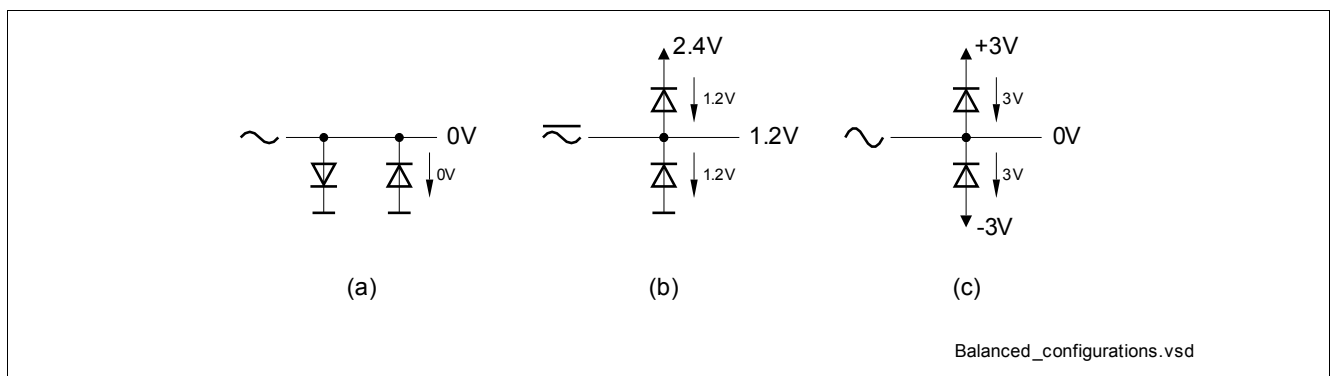 2.4V
+3V
1.2V
3V
0V
1.2V
0V
0V
1.2V
3V
-3V
(a)
(b)
(c)
Balanced_configurations.vsd